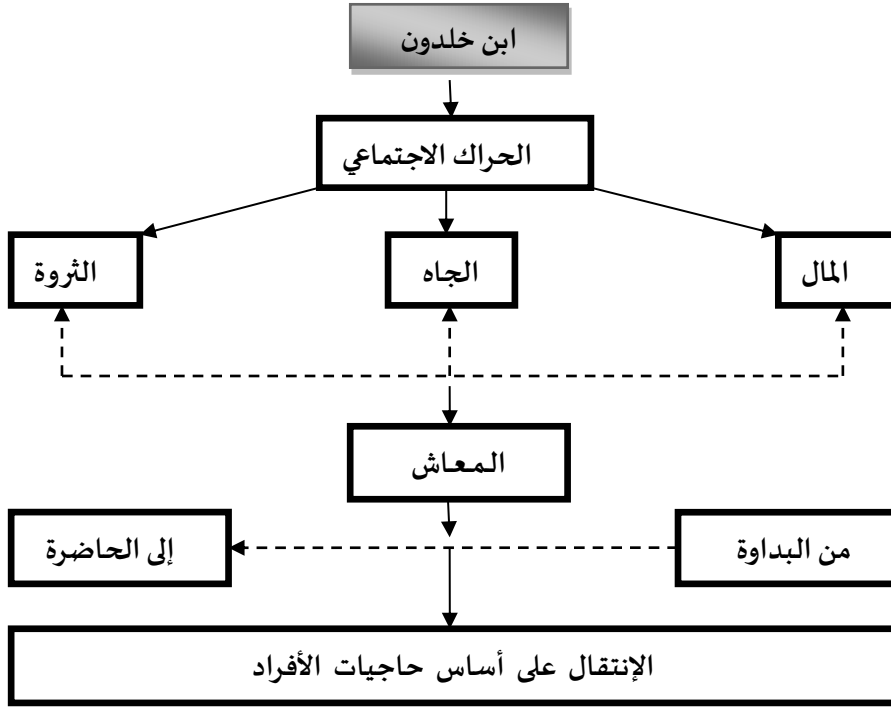 ابن خلدون
الحراك الاجتماعي
المال
الجاه
الثروة
المعاش
من البداوة
إلى الحاضرة
الإنتقال على أساس حاجيات الأفراد